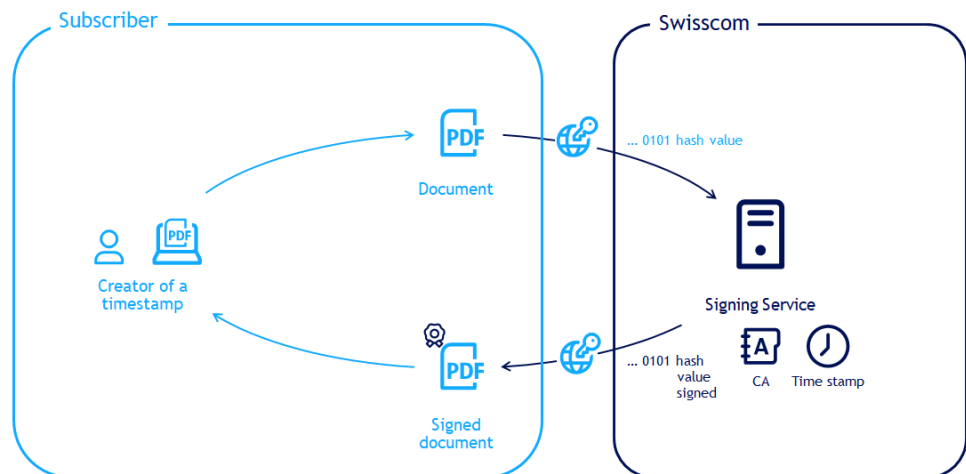 Subscriber
Swisscom
PDF
... 0101 hash value
Document
PDF
Creator of a
timestamp
Signing Service
PDF
... 0101 hash
value
signed
A
CA
Time stamp
Signed
document